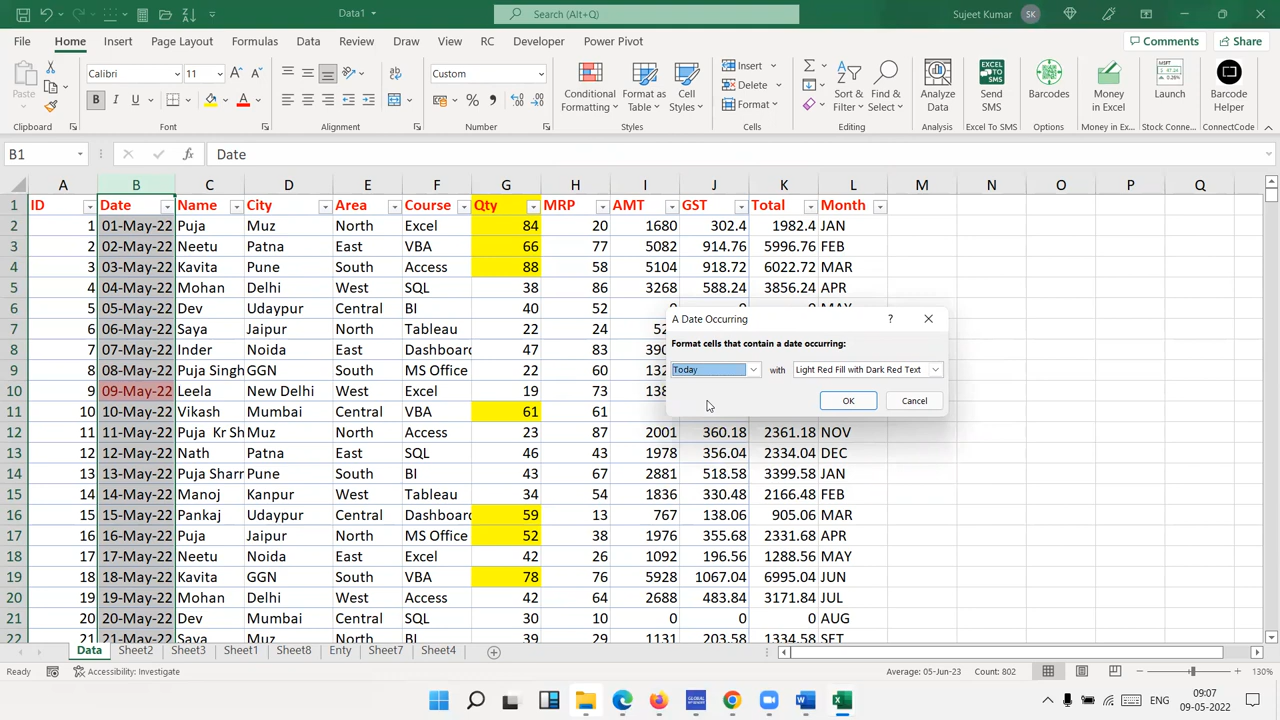 Data1
Search (Alt+Q)
Sujeet Kumar SK
File Home Insert Page Layout Formulas Data Review View Draw RC Developer Power Pivot
Comments Share
Paste
Calibri 11
B I U
Custom
Conditional Formatting
Format as Table
Cell Styles
Insert
Delete
Format
Sort & Filter
Find & Select
Analyze Data
Send SMS
Barcodes
Money in Excel
Launch
Barcode Helper
Clipboard Font Alignment Number Styles Cells Editing Analysis Excel To SMS Options Money in Ex... Stock Conne... ConnectCode
B1 fx Date
A B C D E F G H I J K L M N O P Q
1 ID Date Name City Area Course Qty MRP AMT GST Total Month
2 1 01-May-22 Puja Muz North Excel 84 20 1680 302.4 1982.4 JAN
3 2 02-May-22 Neetu Patna East VBA 66 77 5082 914.76 5996.76 FEB
4 3 03-May-22 Kavita Pune South Access 88 58 5104 918.72 6022.72 MAR
5 4 04-May-22 Mohan Delhi West SQL 38 86 3268 588.24 3856.24 APR
6 5 05-May-22 Dev Udaypur Central BI 40 52
7 6 06-May-22 Saya Jaipur North Tableau 22 24
8 7 07-May-22 Inder Noida East Dashboard 47 83
9 8 08-May-22 Puja Singh GGN South MS Office 22 60
10 9 09-May-22 Leela New Delhi West Excel 19 73
11 10 10-May-22 Vikash Mumbai Central VBA 61 61
12 11 11-May-22 Puja Kr Sh Muz North Access 23 87 2001 360.18 2361.18 NOV
13 12 12-May-22 Nath Patna East SQL 46 43 1978 356.04 2334.04 DEC
14 13 13-May-22 Puja Sharr Pune South BI 43 67 2881 518.58 3399.58 JAN
15 14 14-May-22 Manoj Kanpur West Tableau 34 54 1836 330.48 2166.48 FEB
16 15 15-May-22 Pankaj Udaypur Central Dashboard 59 13 767 138.06 905.06 MAR
17 16 16-May-22 Puja Jaipur North MS Office 52 38 1976 355.68 2331.68 APR
18 17 17-May-22 Neetu Noida East Excel 42 26 1092 196.56 1288.56 MAY
19 18 18-May-22 Kavita GGN South VBA 78 76 5928 1067.04 6995.04 JUN
20 19 19-May-22 Mohan Delhi West Access 42 64 2688 483.84 3171.84 JUL
21 20 20-May-22 Dev Mumbai Central SQL 30 10 0 0 0 AUG
22 21 21-May-22 Saya Muz North BI 39 29 1131 203.58 1334.58 SET
A Date Occurring ?
Format cells that contain a date occurring:
Today with Light Red Fill with Dark Red Text
OK Cancel
Data Sheet2 Sheet3 Sheet1 Sheet8 Enty Sheet7 Sheet4
Ready Accessibility: Investigate Average: 05-Jun-23 Count: 802 130%
ENG 09:07
09-05-2022